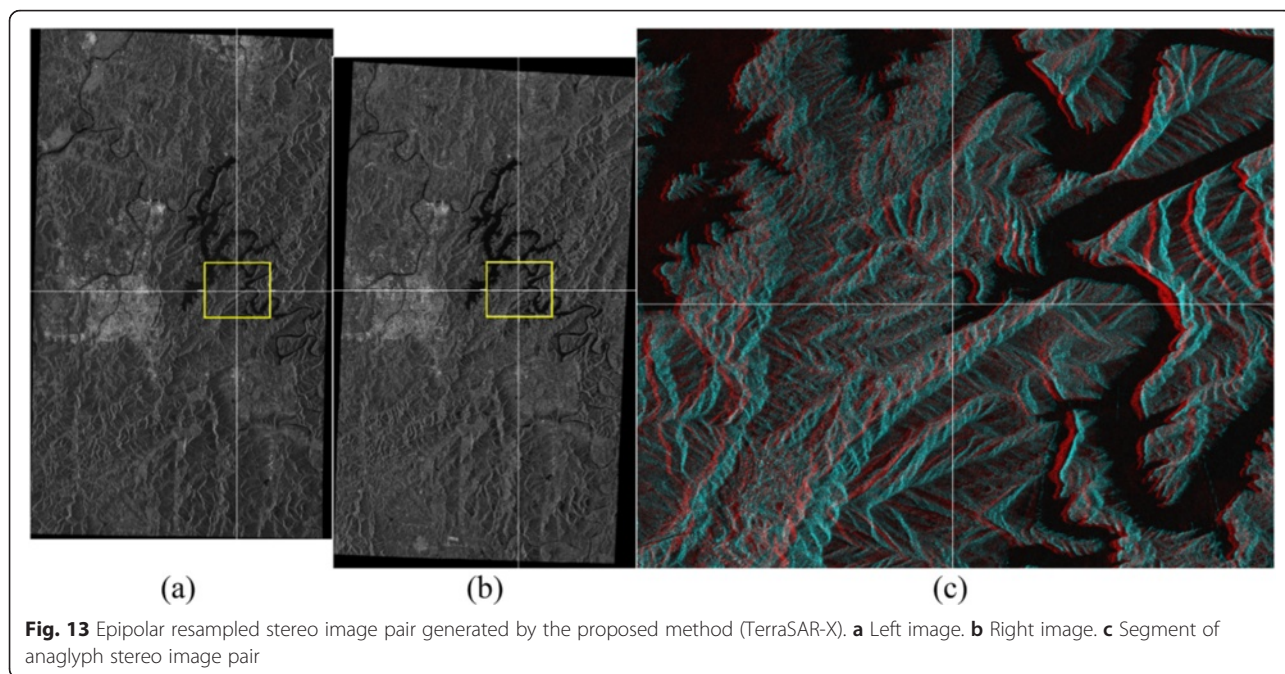 (a)
(b)
(c)
Fig. 13 Epipolar resampled stereo image pair generated by the proposed method (TerraSAR-X). a Left image. b Right image. c Segment of
anaglyph stereo image pair